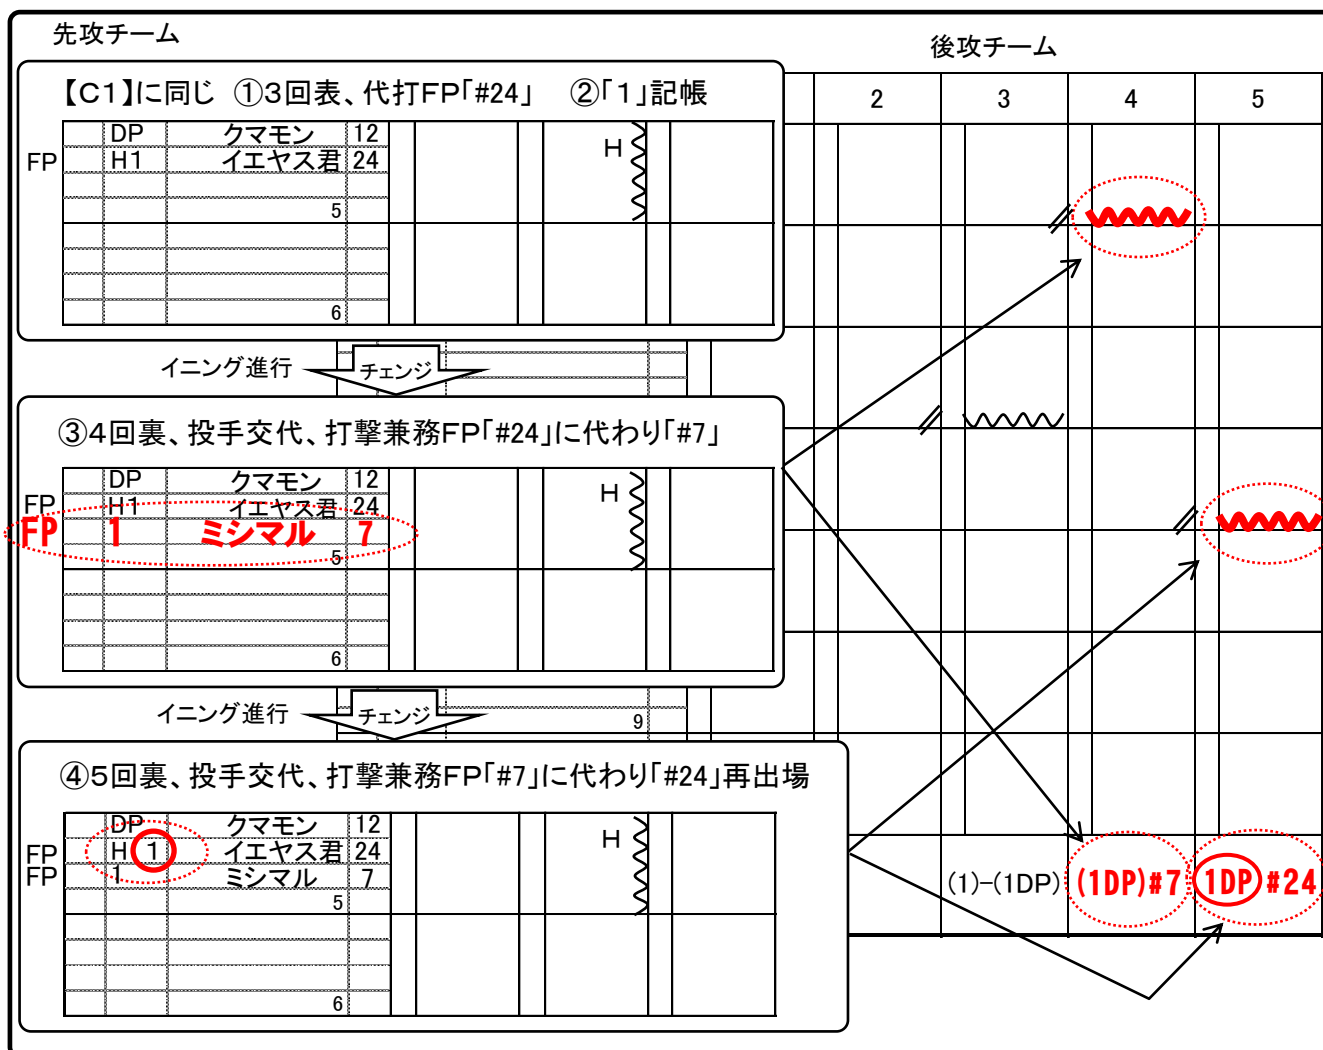 先攻チーム
後攻チーム
2 3 4 5
【C1】に同じ ①3回表、代打FP「#24」 ②「1」記帳
DP クマモン 12
FP H1 イエヤス君 24
H
5
6
イニング進行 チェンジ
③4回裏、投手交代、打撃兼務FP「#24」に代わり「#7」
DP クマモン 12
FP H1 イエヤス君 24
FP 1 ミシマル 7
H
5
6
イニング進行 チェンジ
9
④5回裏、投手交代、打撃兼務FP「#7」に代わり「#24」再出場
DP クマモン 12
FP H 1 イエヤス君 24
FP 1 ミシマル 7
H
5
6
(1)−(1DP) (1DP)#7 1DP #24